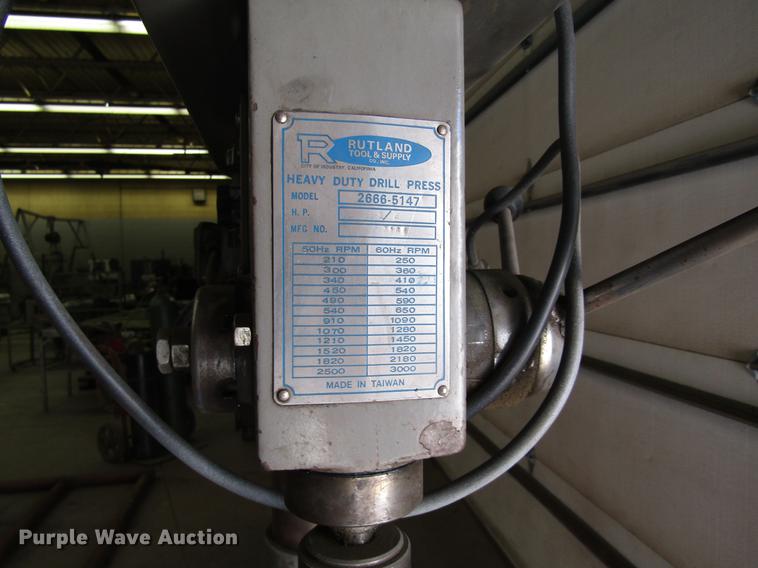 TR
RUTLAND
TOOL & SUPPLY
CO., INC.
CITY OF INDUSTRY, CALIFORNIA
HEAVY DUTY DRILL PRESS
MODEL 2666-5147
H.P.
MFG NO.
50Hz RPM 60Hz RPM
210 250
300 360
340 410
450 540
490 590
540 650
910 1090
1070 1280
1210 1450
1520 1820
1820 2180
2500 3000
MADE IN TAIWAN
Purple Wave Auction